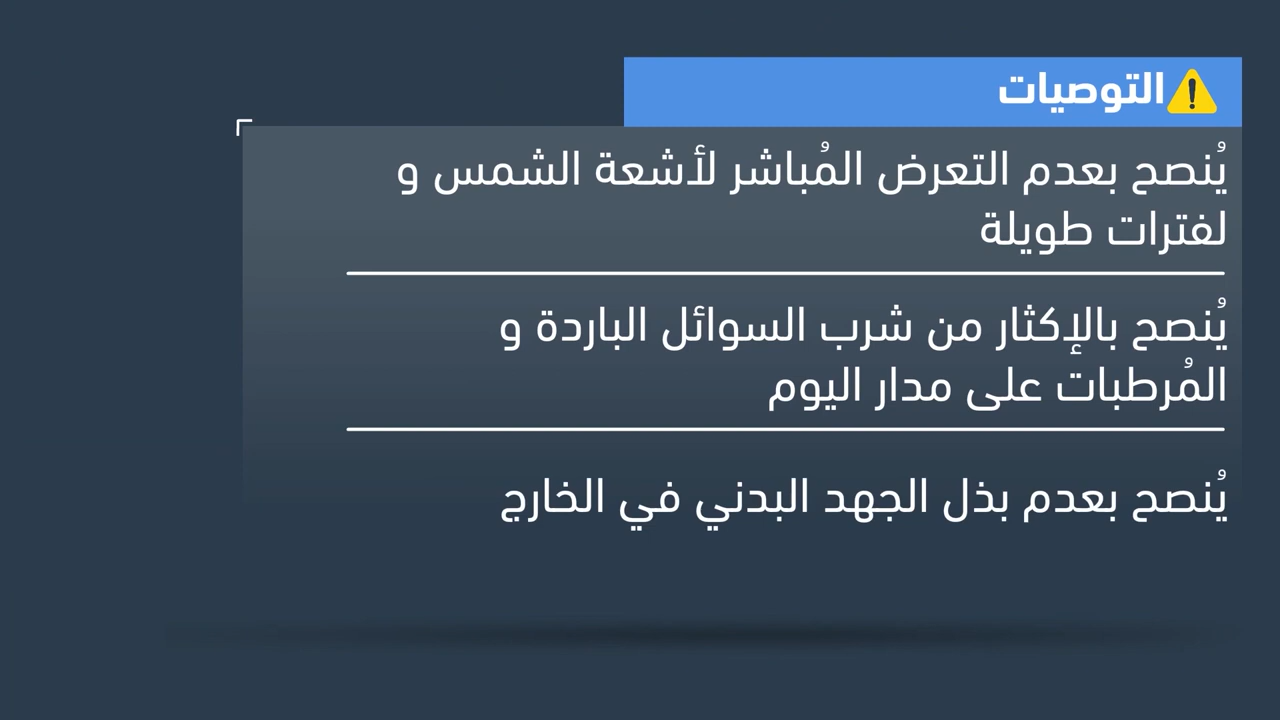 التوصيات
يُنصح بعدم التعرض المُباشر لأشعة الشمس و
لفترات طويلة
يُنصح بالإكثار من شرب السوائل الباردة و
المُرطبات على مدار اليوم
يُنصح بعدم بذل الجهد البدني في الخارج